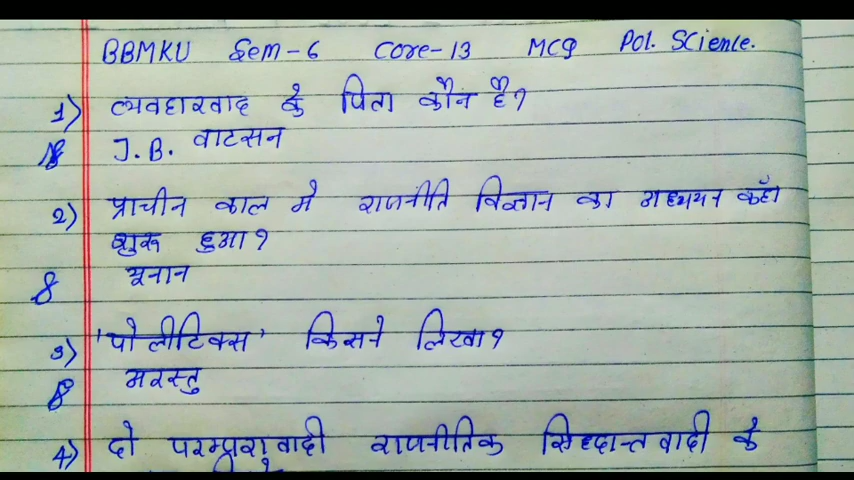 BBMKU Sem-6 Core-13 MCQ Pol. Science.
1) व्यवहारवाद के पिता कौन है?
J.B. वाटसन
2) प्राचीन काल मे राजनीति विज्ञान का अध्ययन कहाँ
शुरू हुआ?
यूनान
3) 'पोलीटिक्स' किसने लिखा?
अरस्तु
4) दो परम्परावादी राजनीतिक सिद्दान्तवादी के